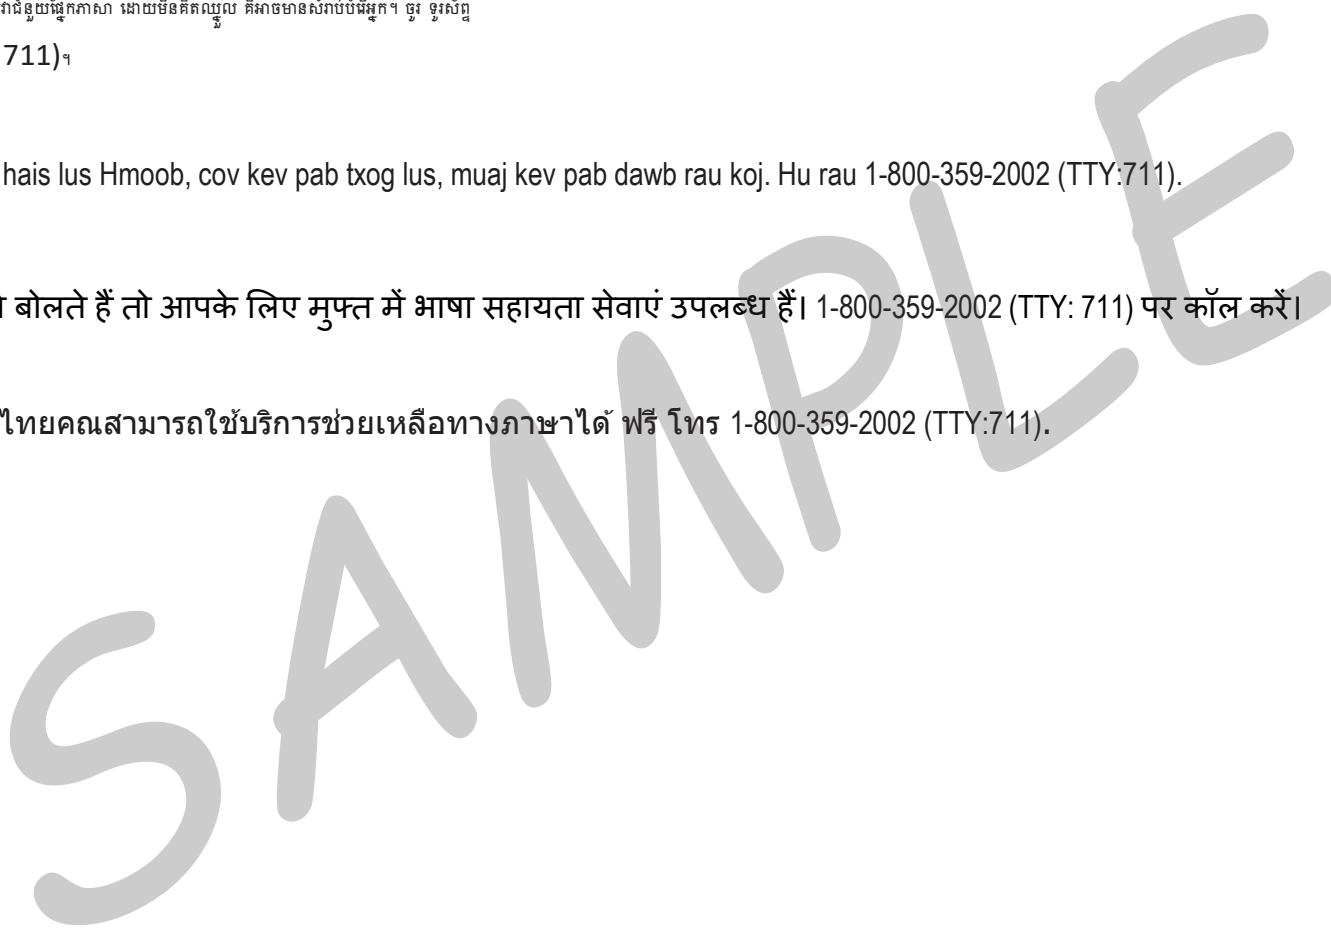 វាជំនួយផ្នែកភាសា ដោយមិនគិតឈ្នួល គឺអាចមានសំរាប់បំរើអ្នក។ ចូរ ទូរស័ព្ទ
711)។
hais lus Hmoob, cov kev pab txog lus, muaj kev pab dawb rau koj. Hu rau 1-800-359-2002 (TTY:711).
बोलते हैं तो आपके लिए मुफ्त में भाषा सहायता सेवाएं उपलब्ध हैं। 1-800-359-2002 (TTY: 711) पर कॉल करें।
ไทยคณสามารถใช้บริการช่วยเหลือทางภาษาได้ ฟรี โทร 1-800-359-2002 (TTY:711).
SAMPLE